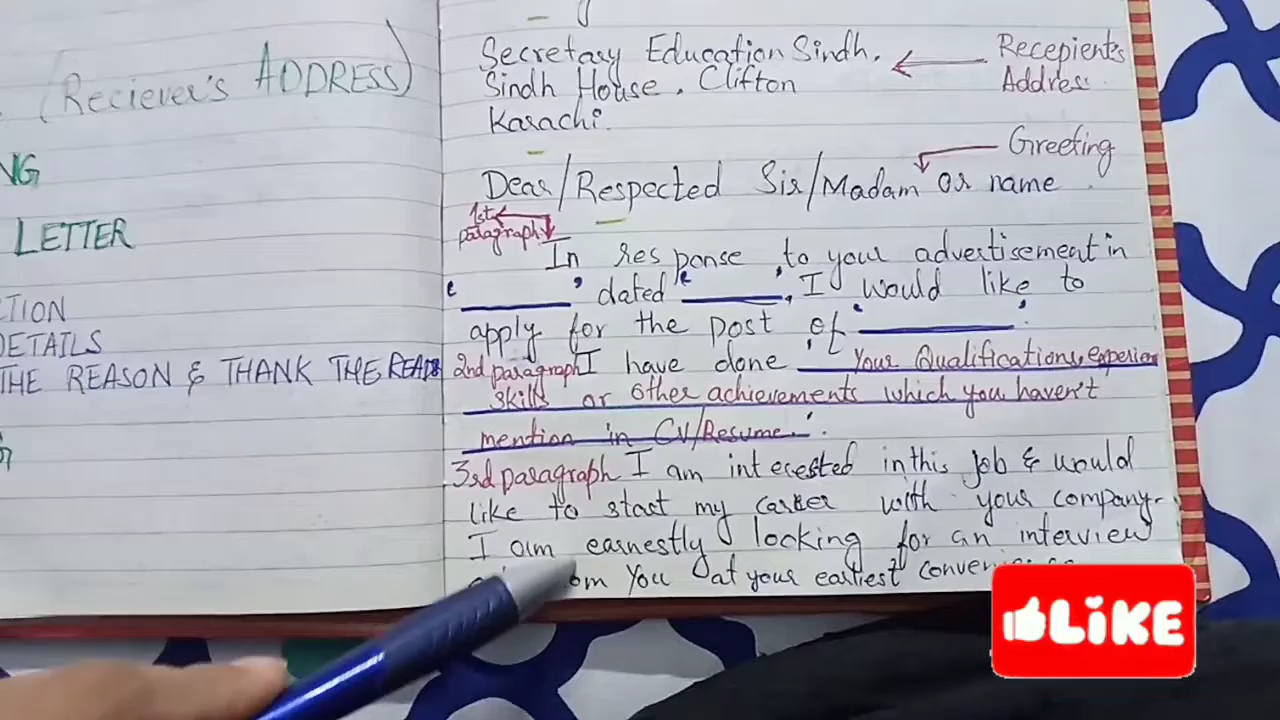 (Reciever's ADDRESS)
NG
LETTER
CTION
DETAILS
THE REASON & THANK THE READR
Secretary Education Sindh.
Sindh House, Clifton
Karachi.
Recepient's
Address
Greeting
Dear/Respected Sir/Madam or name
1st
paragraph
In response to your advertisement in
' ' dated ' ', I would like to
apply for the post of ' '
2nd paragraph I have done ' Your Qualifications, experien
skills or other achievements which you haven't
mention in CV/Resume.'.
3rd paragraph I am interested in this job & would
like to start my career with your company.
I am earnestly looking for an interview
you at your earliest
LiKE